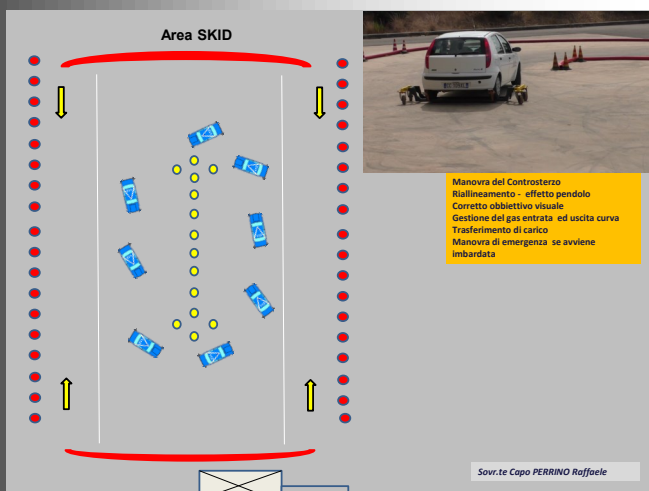 Area SKID
Manovra del Controsterzo
Riallineamento - effetto pendolo
Corretto obbiettivo visuale
Gestione del gas entrata ed uscita curva
Trasferimento di carico
Manovra di emergenza se avviene
imbardata
Sovr.te Capo PERRINO Raffaele